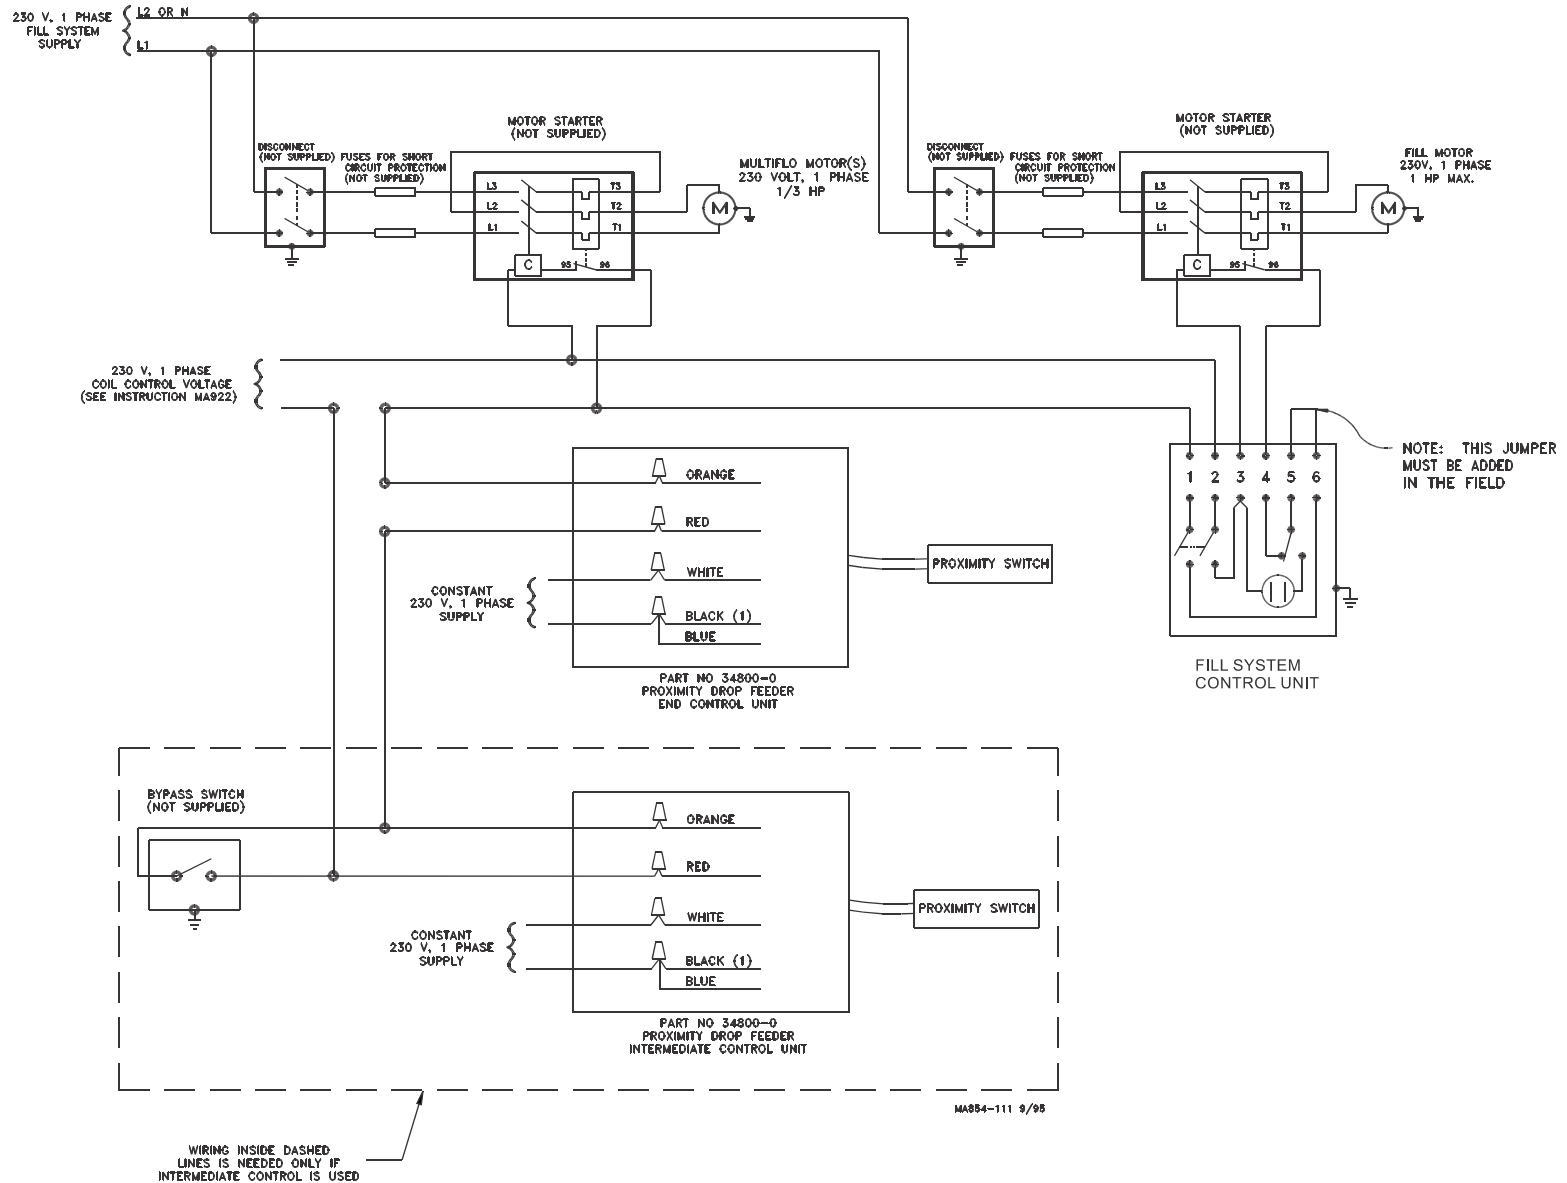 230 V, 1 PHASE
FILL SYSTEM
SUPPLY
L2 OR N
L1
MOTOR STARTER
(NOT SUPPLIED)
DISCONNECT
(NOT SUPPLIED)
FUSES FOR SHORT
CIRCUIT PROTECTION
(NOT SUPPLIED)
L3
L2
L1
T3
T2
T1
C
95
96
M
MULTIFLO MOTOR(S)
230 VOLT, 1 PHASE
1/3 HP
MOTOR STARTER
(NOT SUPPLIED)
DISCONNECT
(NOT SUPPLIED)
FUSES FOR SHORT
CIRCUIT PROTECTION
(NOT SUPPLIED)
L3
L2
L1
T3
T2
T1
C
95
96
M
FILL MOTOR
230V, 1 PHASE
1 HP MAX.
230 V, 1 PHASE
COIL CONTROL VOLTAGE
(SEE INSTRUCTION MA922)
NOTE: THIS JUMPER
MUST BE ADDED
IN THE FIELD
1 2 3 4 5 6
FILL SYSTEM
CONTROL UNIT
ORANGE
RED
WHITE
BLACK (1)
BLUE
CONSTANT
230 V, 1 PHASE
SUPPLY
PROXIMITY SWITCH
PART NO 34800-0
PROXIMITY DROP FEEDER
END CONTROL UNIT
BYPASS SWITCH
(NOT SUPPLIED)
ORANGE
RED
WHITE
BLACK (1)
BLUE
CONSTANT
230 V, 1 PHASE
SUPPLY
PROXIMITY SWITCH
PART NO 34800-0
PROXIMITY DROP FEEDER
INTERMEDIATE CONTROL UNIT
MA854-111 9/95
WIRING INSIDE DASHED
LINES IS NEEDED ONLY IF
INTERMEDIATE CONTROL IS USED